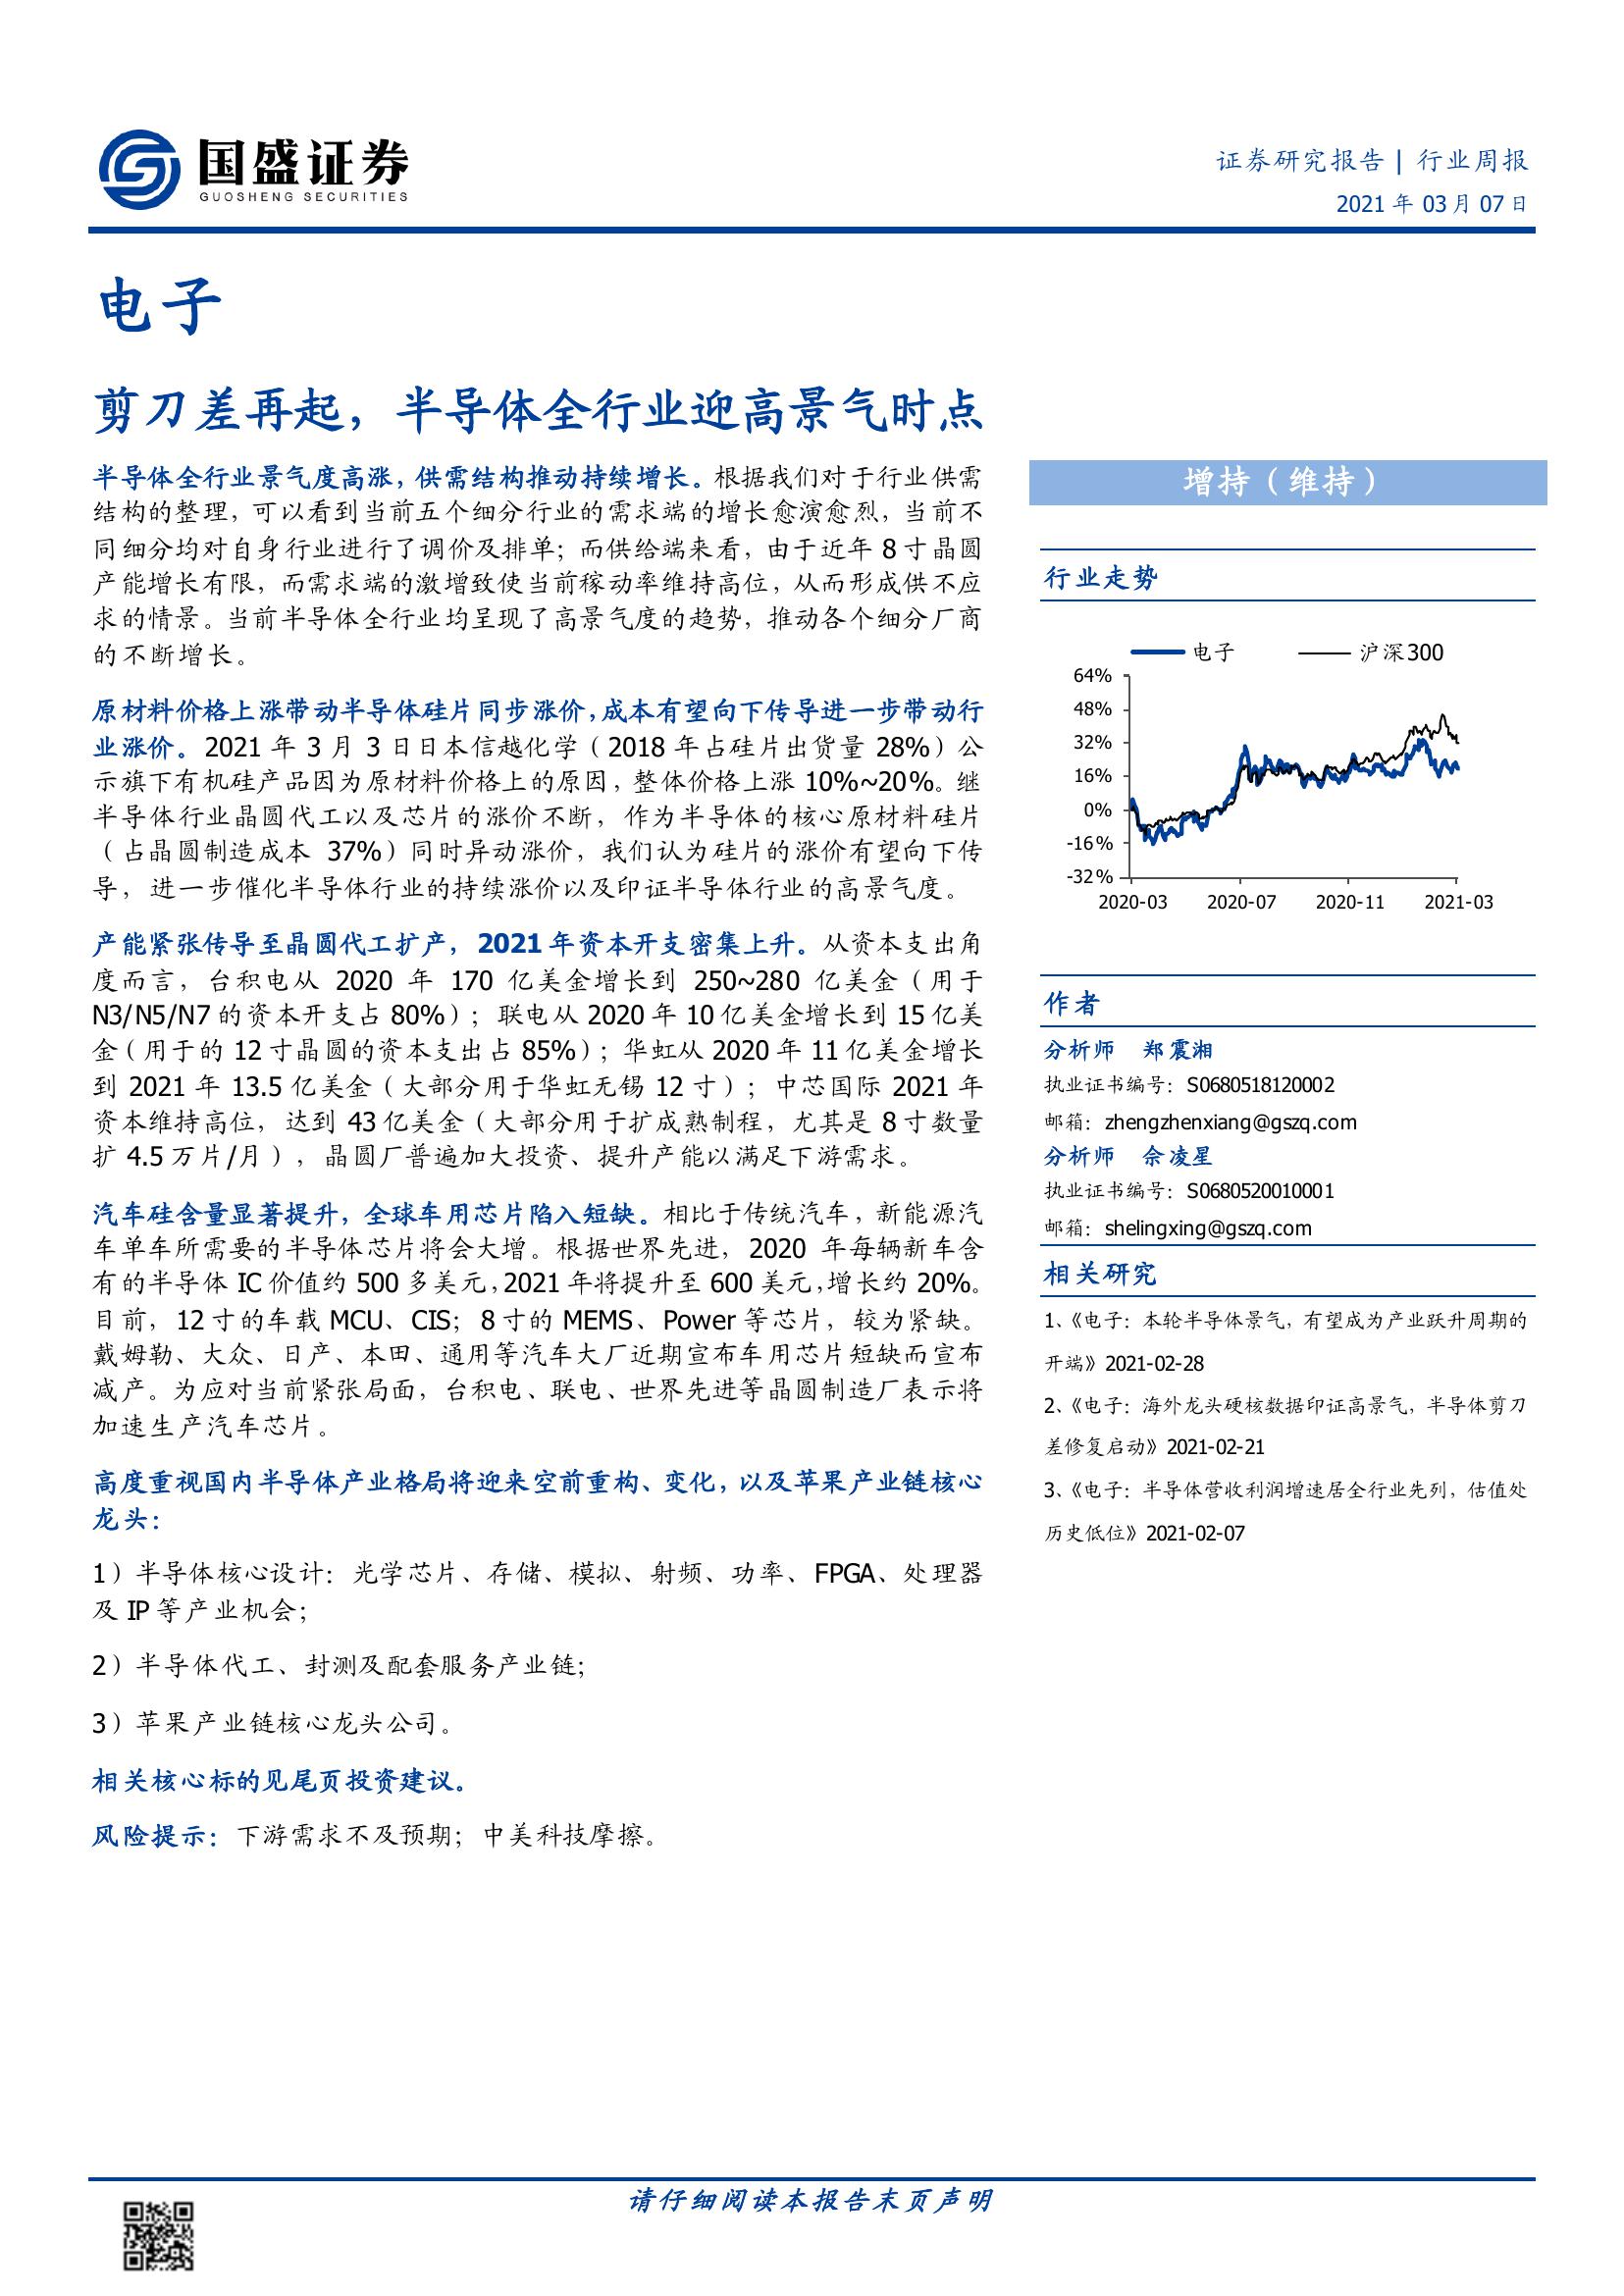 国盛证券
GUOSHENG SECURITIES
证券研究报告 | 行业周报
2021 年 03 月 07 日
电子
剪刀差再起，半导体全行业迎高景气时点
半导体全行业景气度高涨，供需结构推动持续增长。根据我们对于行业供需
结构的整理，可以看到当前五个细分行业的需求端的增长愈演愈烈，当前不
同细分均对自身行业进行了调价及排单；而供给端来看，由于近年 8 寸晶圆
产能增长有限，而需求端的激增致使当前稼动率维持高位，从而形成供不应
求的情景。当前半导体全行业均呈现了高景气度的趋势，推动各个细分厂商
的不断增长。
原材料价格上涨带动半导体硅片同步涨价，成本有望向下传导进一步带动行
业涨价。2021 年 3 月 3 日日本信越化学（2018 年占硅片出货量 28%）公
示旗下有机硅产品因为原材料价格上的原因，整体价格上涨 10%~20%。继
半导体行业晶圆代工以及芯片的涨价不断，作为半导体的核心原材料硅片
（占晶圆制造成本 37%）同时异动涨价，我们认为硅片的涨价有望向下传
导，进一步催化半导体行业的持续涨价以及印证半导体行业的高景气度。
产能紧张传导至晶圆代工扩产，2021 年资本开支密集上升。从资本支出角
度而言，台积电从 2020 年 170 亿美金增长到 250~280 亿美金（用于
N3/N5/N7 的资本开支占 80%）；联电从 2020 年 10 亿美金增长到 15 亿美
金（用于的 12 寸晶圆的资本支出占 85%）；华虹从 2020 年 11 亿美金增长
到 2021 年 13.5 亿美金（大部分用于华虹无锡 12 寸）；中芯国际 2021 年
资本维持高位，达到 43 亿美金（大部分用于扩成熟制程，尤其是 8 寸数量
扩 4.5 万片/月），晶圆厂普遍加大投资、提升产能以满足下游需求。
汽车硅含量显著提升，全球车用芯片陷入短缺。相比于传统汽车，新能源汽
车单车所需要的半导体芯片将会大增。根据世界先进，2020 年每辆新车含
有的半导体 IC 价值约 500 多美元，2021 年将提升至 600 美元，增长约 20%。
目前，12 寸的车载 MCU、CIS；8 寸的 MEMS、Power 等芯片，较为紧缺。
戴姆勒、大众、日产、本田、通用等汽车大厂近期宣布车用芯片短缺而宣布
减产。为应对当前紧张局面，台积电、联电、世界先进等晶圆制造厂表示将
加速生产汽车芯片。
高度重视国内半导体产业格局将迎来空前重构、变化，以及苹果产业链核心
龙头：
1）半导体核心设计：光学芯片、存储、模拟、射频、功率、FPGA、处理器
及 IP 等产业机会；
2）半导体代工、封测及配套服务产业链；
3）苹果产业链核心龙头公司。
相关核心标的见尾页投资建议。
风险提示：下游需求不及预期；中美科技摩擦。
增持（维持）
行业走势
电子 沪深300
64%
48%
32%
16%
0%
-16%
-32%
2020-03 2020-07 2020-11 2021-03
作者
分析师 郑震湘
执业证书编号：S0680518120002
邮箱：zhengzhenxiang@gszq.com
分析师 佘凌星
执业证书编号：S0680520010001
邮箱：shelingxing@gszq.com
相关研究
1、《电子：本轮半导体景气，有望成为产业跃升周期的
开端》2021-02-28
2、《电子：海外龙头硬核数据印证高景气，半导体剪刀
差修复启动》2021-02-21
3、《电子：半导体营收利润增速居全行业先列，估值处
历史低位》2021-02-07
请仔细阅读本报告末页声明